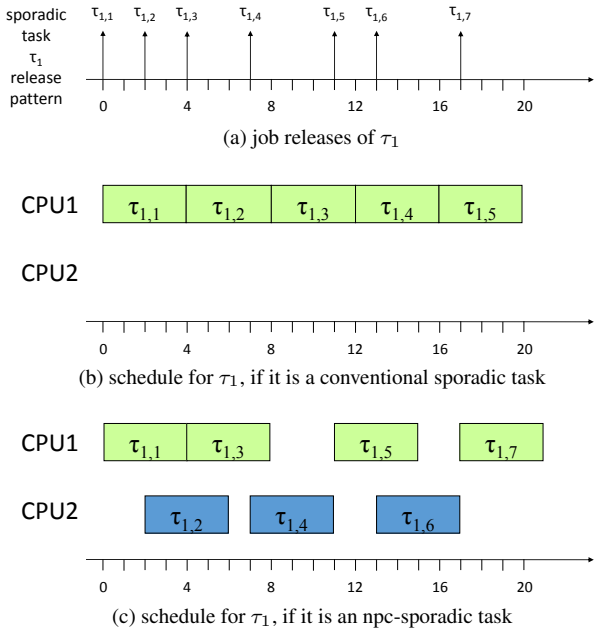 sporadic task τ1 release pattern
τ1,1 τ1,2 τ1,3 τ1,4 τ1,5 τ1,6 τ1,7
0 4 8 12 16 20
(a) job releases of τ1
CPU1 τ1,1 τ1,2 τ1,3 τ1,4 τ1,5
CPU2
0 4 8 12 16 20
(b) schedule for τ1, if it is a conventional sporadic task
CPU1 τ1,1 τ1,3 τ1,5 τ1,7
CPU2 τ1,2 τ1,4 τ1,6
0 4 8 12 16 20
(c) schedule for τ1, if it is an npc-sporadic task